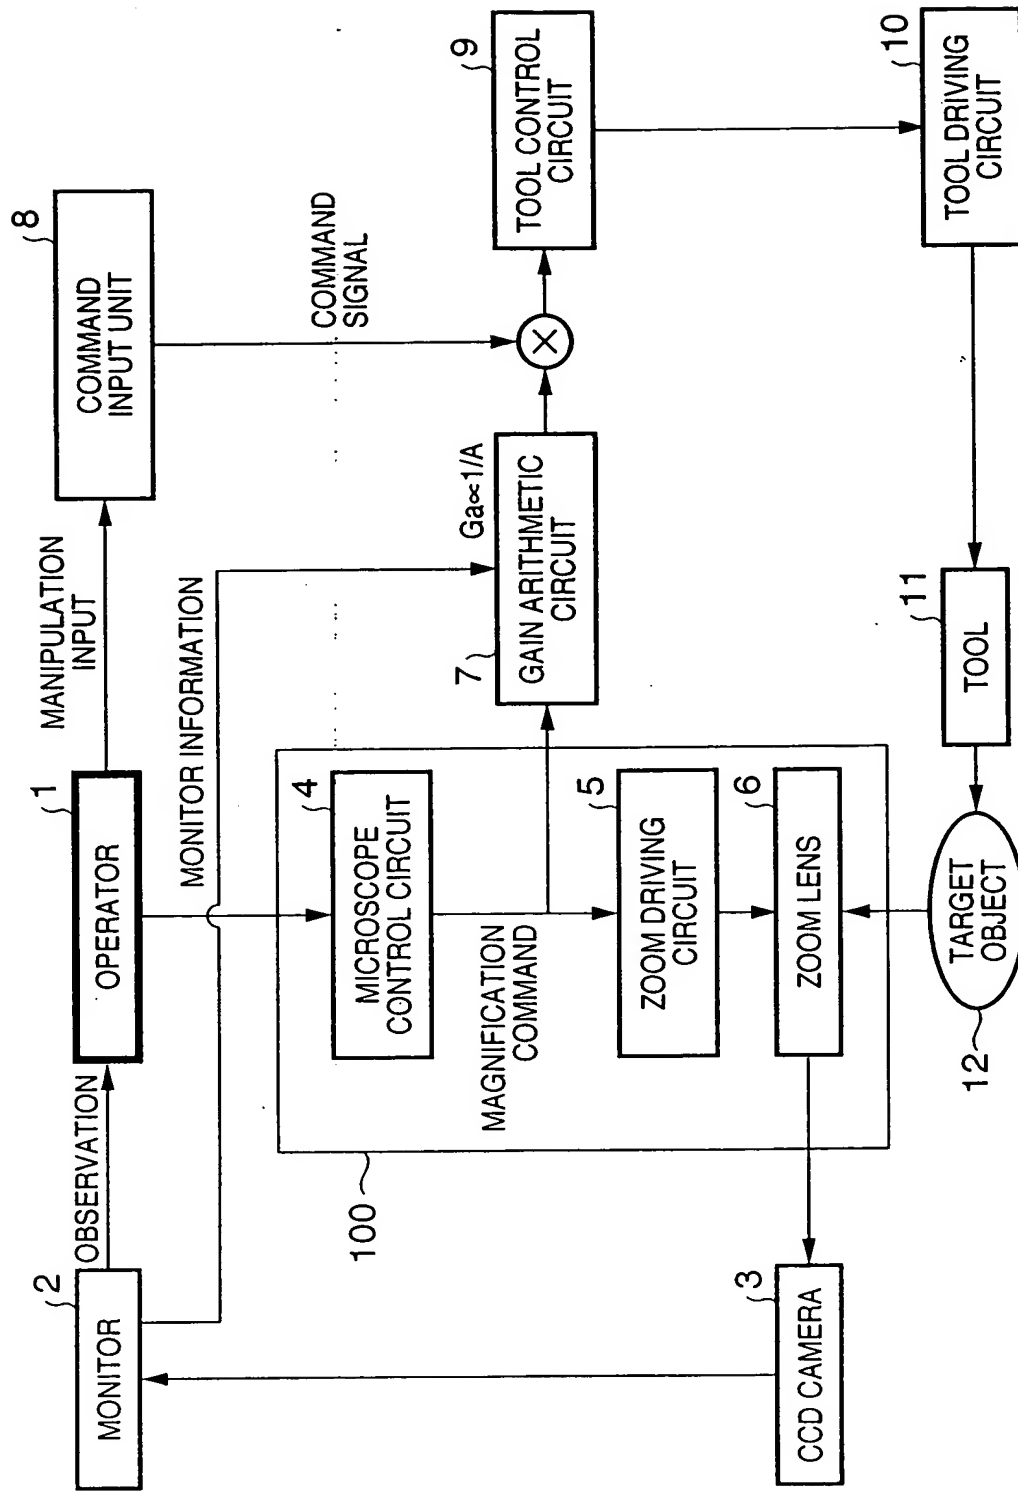 2
MONITOR
OBSERVATION
1
OPERATOR
MANIPULATION
INPUT
8
COMMAND
INPUT UNIT
MONITOR INFORMATION
COMMAND
SIGNAL
100
4
MICROSCOPE
CONTROL CIRCUIT
MAGNIFICATION
COMMAND
7
GAIN ARITHMETIC
CIRCUIT
Ga∝1/A
9
TOOL CONTROL
CIRCUIT
5
ZOOM DRIVING
CIRCUIT
3
CCD CAMERA
6
ZOOM LENS
12
TARGET
OBJECT
11
TOOL
10
TOOL DRIVING
CIRCUIT